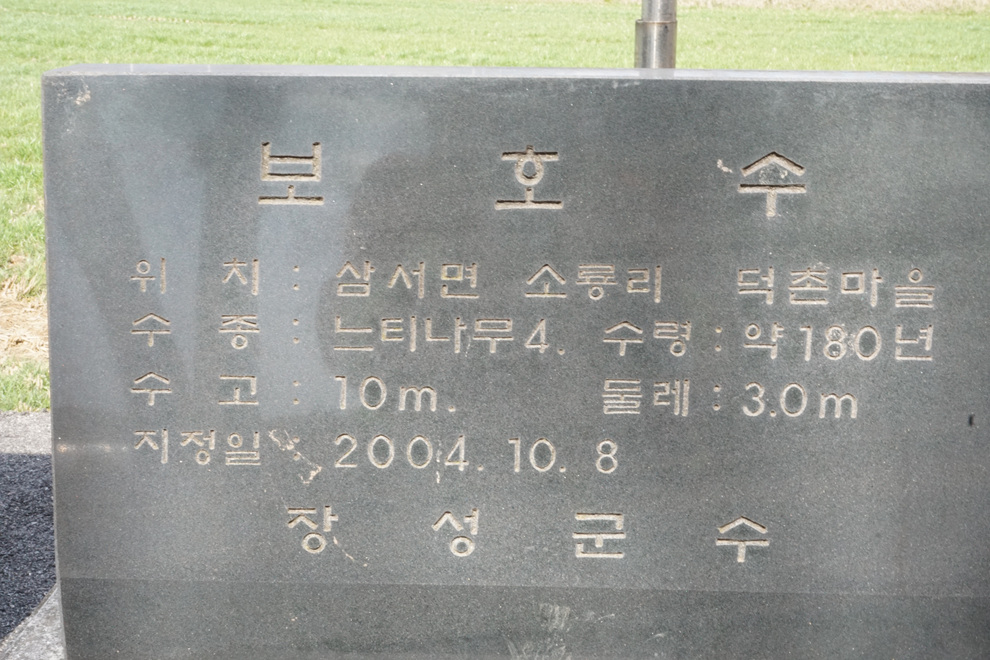 보 호 수
위 치 : 삼서면 소룡리 덕촌마을
수 종 : 느티나무4. 수령 : 약180년
수 고 : 10m. 둘레 : 3.0m
지정일 : 2004. 10. 8
장 성 군 수